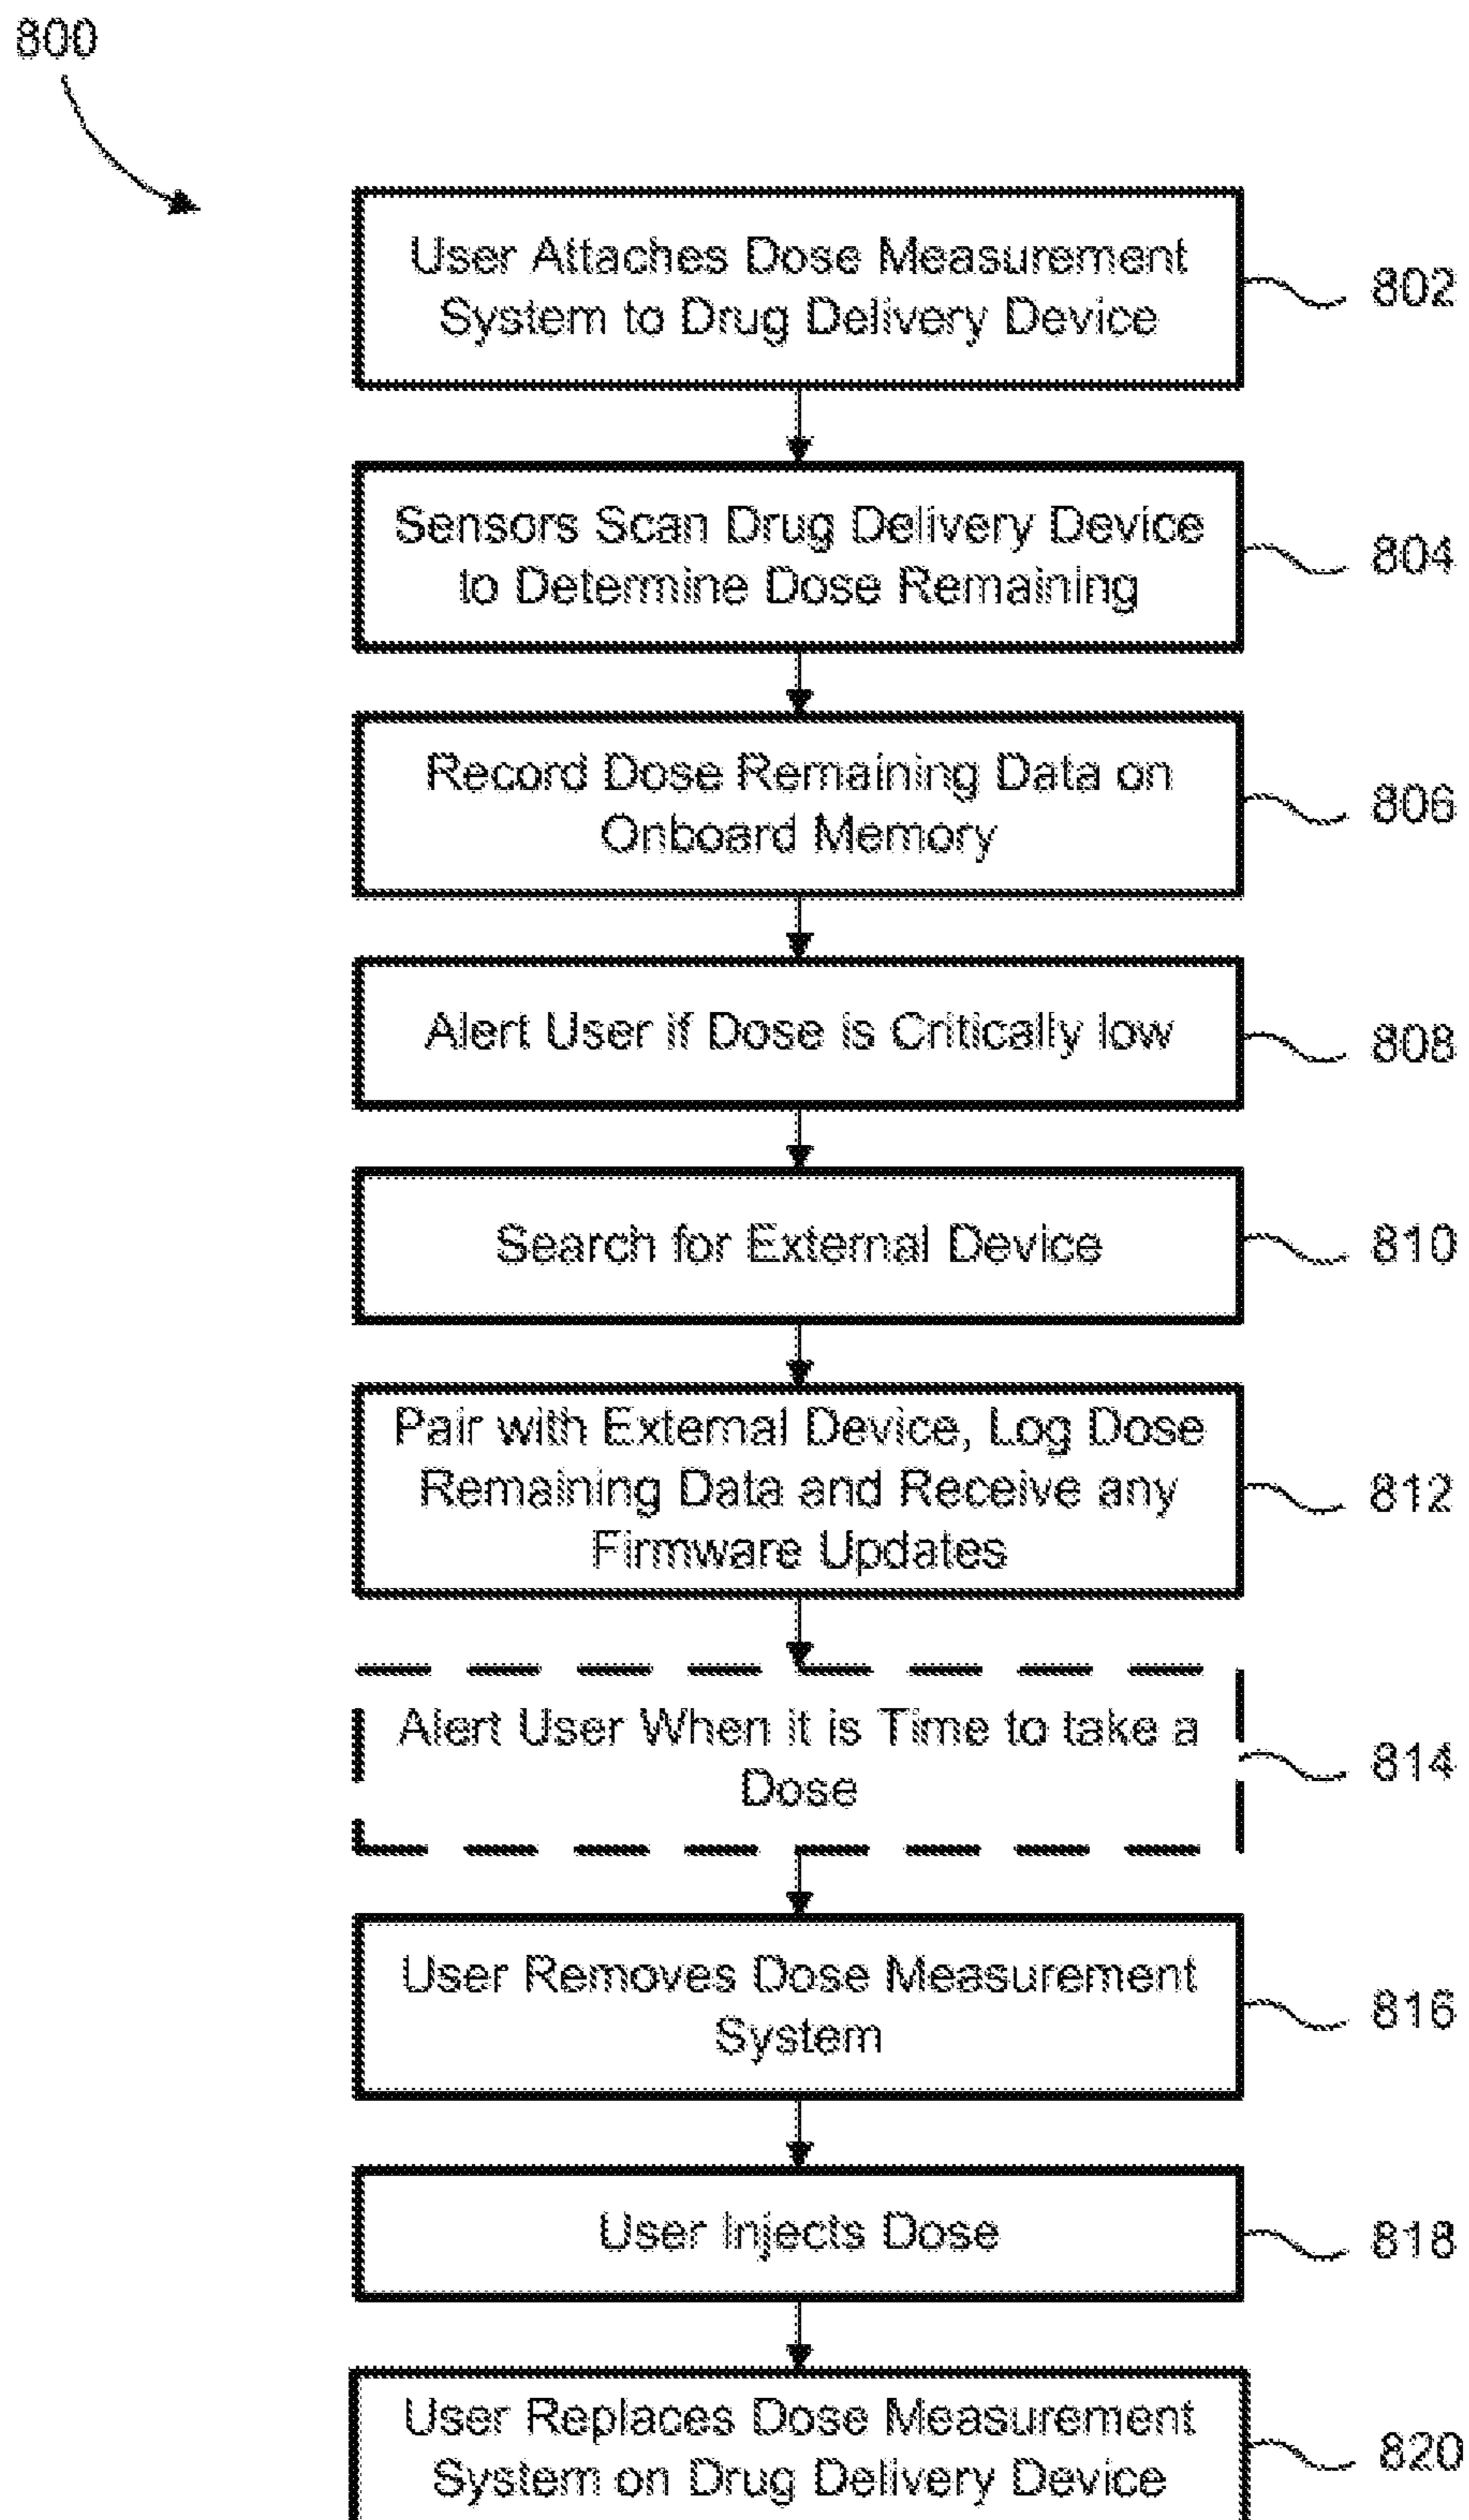 800
User Attaches Dose Measurement
System to Drug Delivery Device
802
Sensors Scan Drug Delivery Device
to Determine Dose Remaining
804
Record Dose Remaining Data on
Onboard Memory
806
Alert User if Dose is Critically low
808
Search for External Device
810
Pair with External Device, Log Dose
Remaining Data and Receive any
Firmware Updates
812
Alert User When it is Time to take a
Dose
814
User Removes Dose Measurement
System
816
User Injects Dose
818
User Replaces Dose Measurement
System on Drug Delivery Device
820